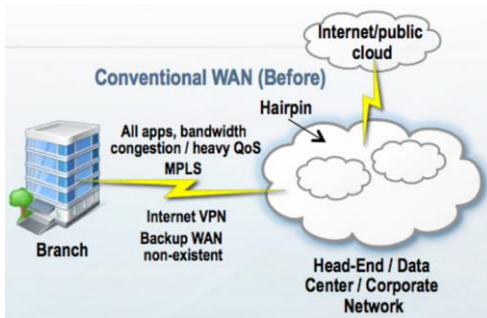 Internet/public
cloud
Conventional WAN (Before)
Hairpin
All apps, bandwidth
congestion / heavy QoS
MPLS
Internet VPN
Backup WAN
non-existent
Branch
Head-End / Data
Center / Corporate
Network